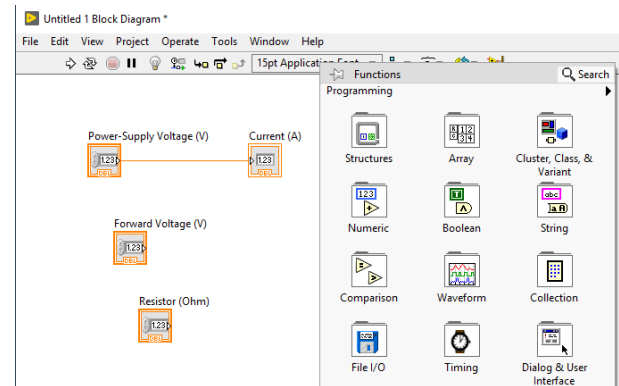 Untitled 1 Block Diagram *
File Edit View Project Operate Tools Window Help
15pt Application Font
Functions
Search
Programming
Power-Supply Voltage (V)
Current (A)
1.23
DBL
1.23
DBL
Forward Voltage (V)
1.23
DBL
Resistor (Ohm)
1.23
DBL
Structures
Array
Cluster, Class, &
Variant
123
abc
a A
Numeric
Boolean
String
Comparison
Waveform
Collection
File I/O
Timing
Dialog & User
Interface